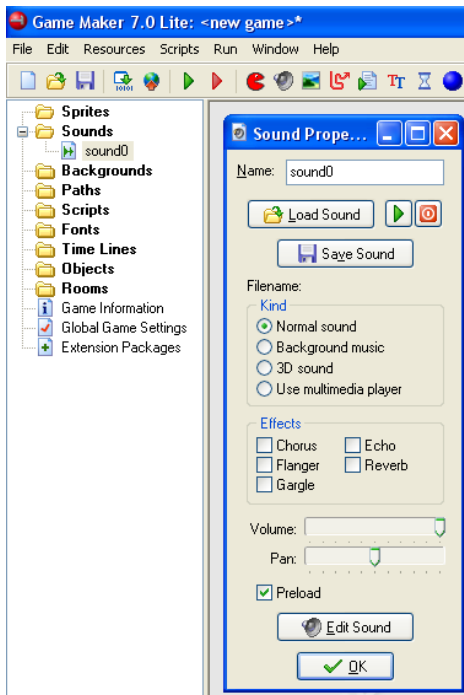 Game Maker 7.0 Lite: <new game>*
File Edit Resources Scripts Run Window Help
Sprites
Sounds
sound0
Backgrounds
Paths
Scripts
Fonts
Time Lines
Objects
Rooms
Game Information
Global Game Settings
Extension Packages
Sound Prope...
Name: sound0
Load Sound
Save Sound
Filename:
Kind
Normal sound
Background music
3D sound
Use multimedia player
Effects
Chorus Echo
Flanger Reverb
Gargle
Volume:
Pan:
Preload
Edit Sound
OK